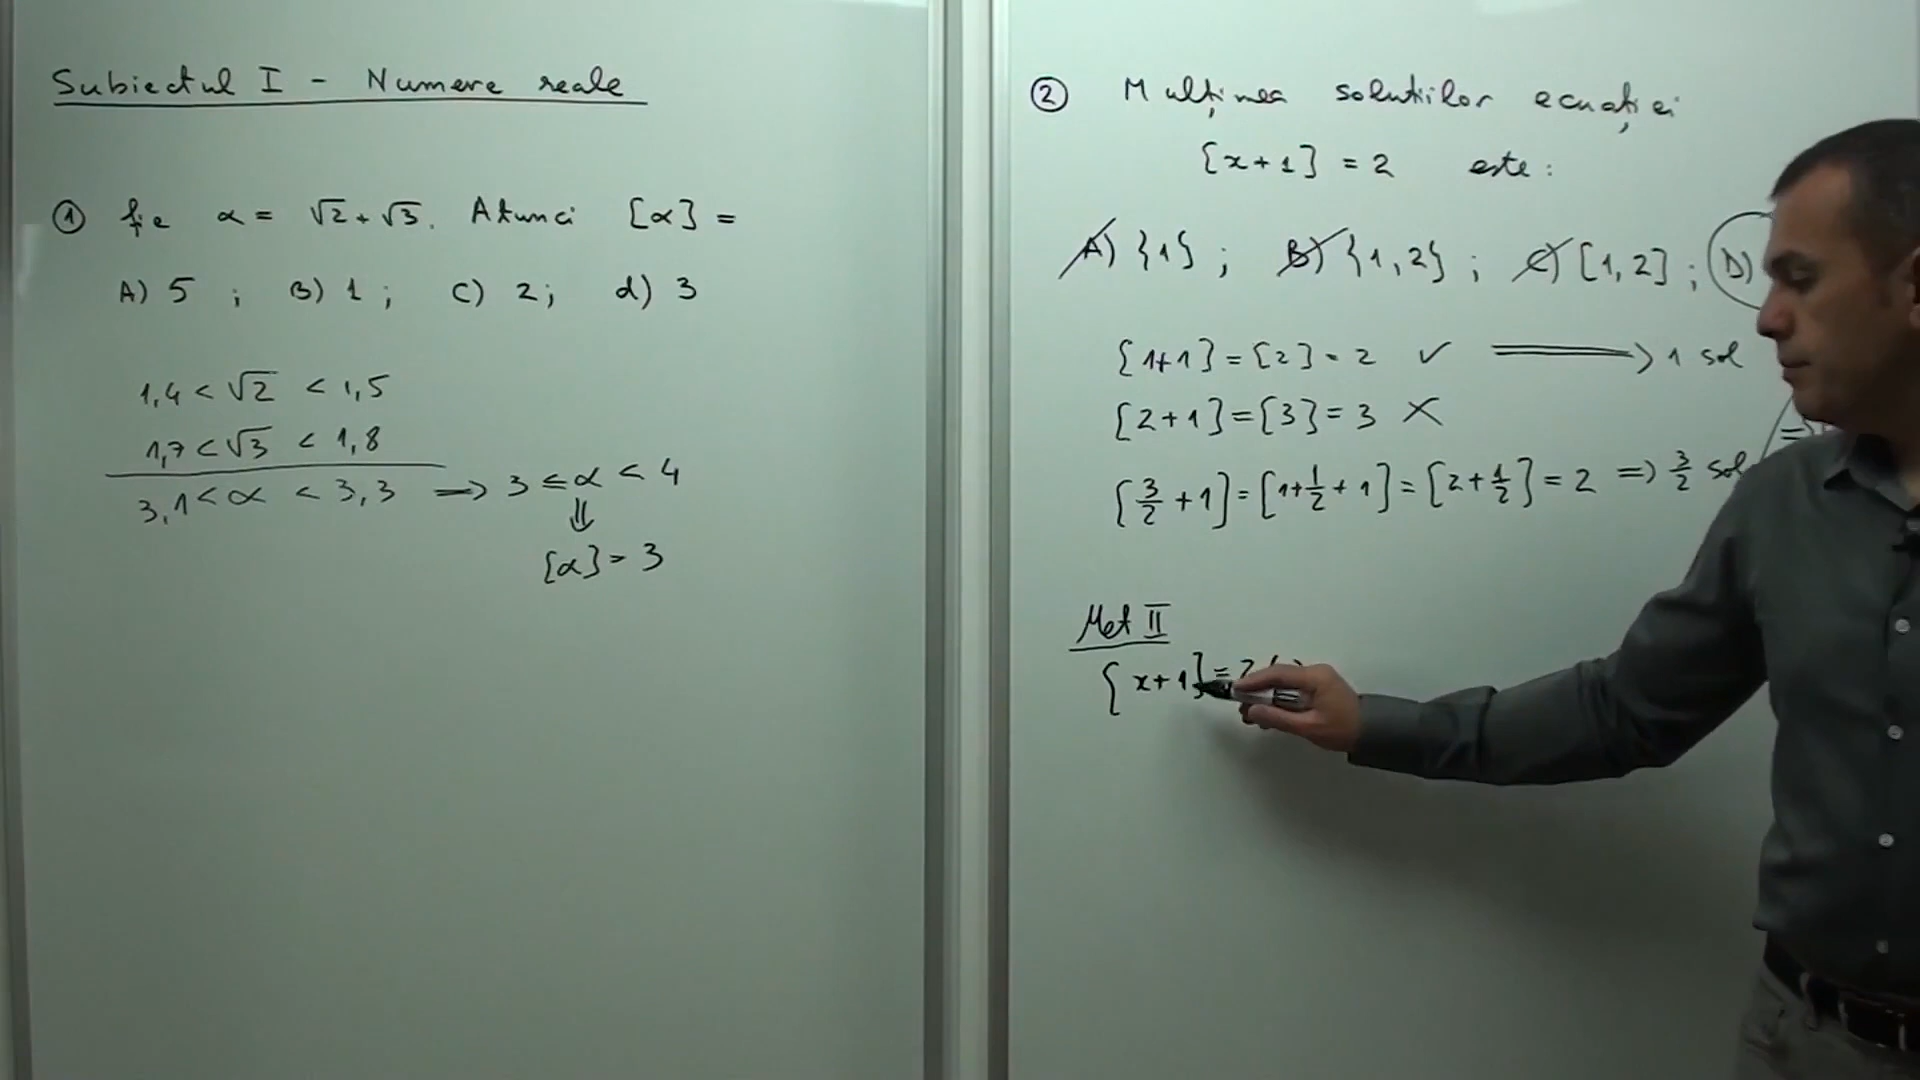 Subiectul I - Numere reale
① fie α = √2 + √3. Atunci [α] =
A) 5 ; B) 1 ; C) 2 ; d) 3
1,4 < √2 < 1,5
1,7 < √3 < 1,8
3,1 < α < 3,3 => 3 ≤ α < 4
⇓
[α] = 3
② Mulțimea solutiilor ecuației
[x+1] = 2 este :
A) {1} ; B) {1,2} ; C) [1,2] ; D)
[1+1] = [2] = 2 ✓ => 1 sol
[2+1] = [3] = 3 ✗
=>
[3/2 + 1] = [1+1/2+1] = [2+1/2] = 2 => 3/2 sol
Met II
[x+1] = 2